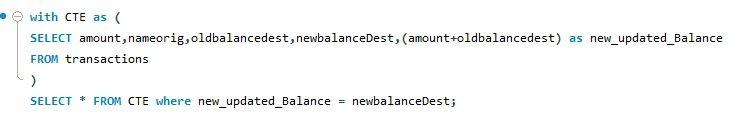 with CTE as (
SELECT amount,nameorig,oldbalancedest,newbalanceDest,(amount+oldbalancedest) as new_updated_Balance
FROM transactions
)
SELECT * FROM CTE where new_updated_Balance = newbalanceDest;